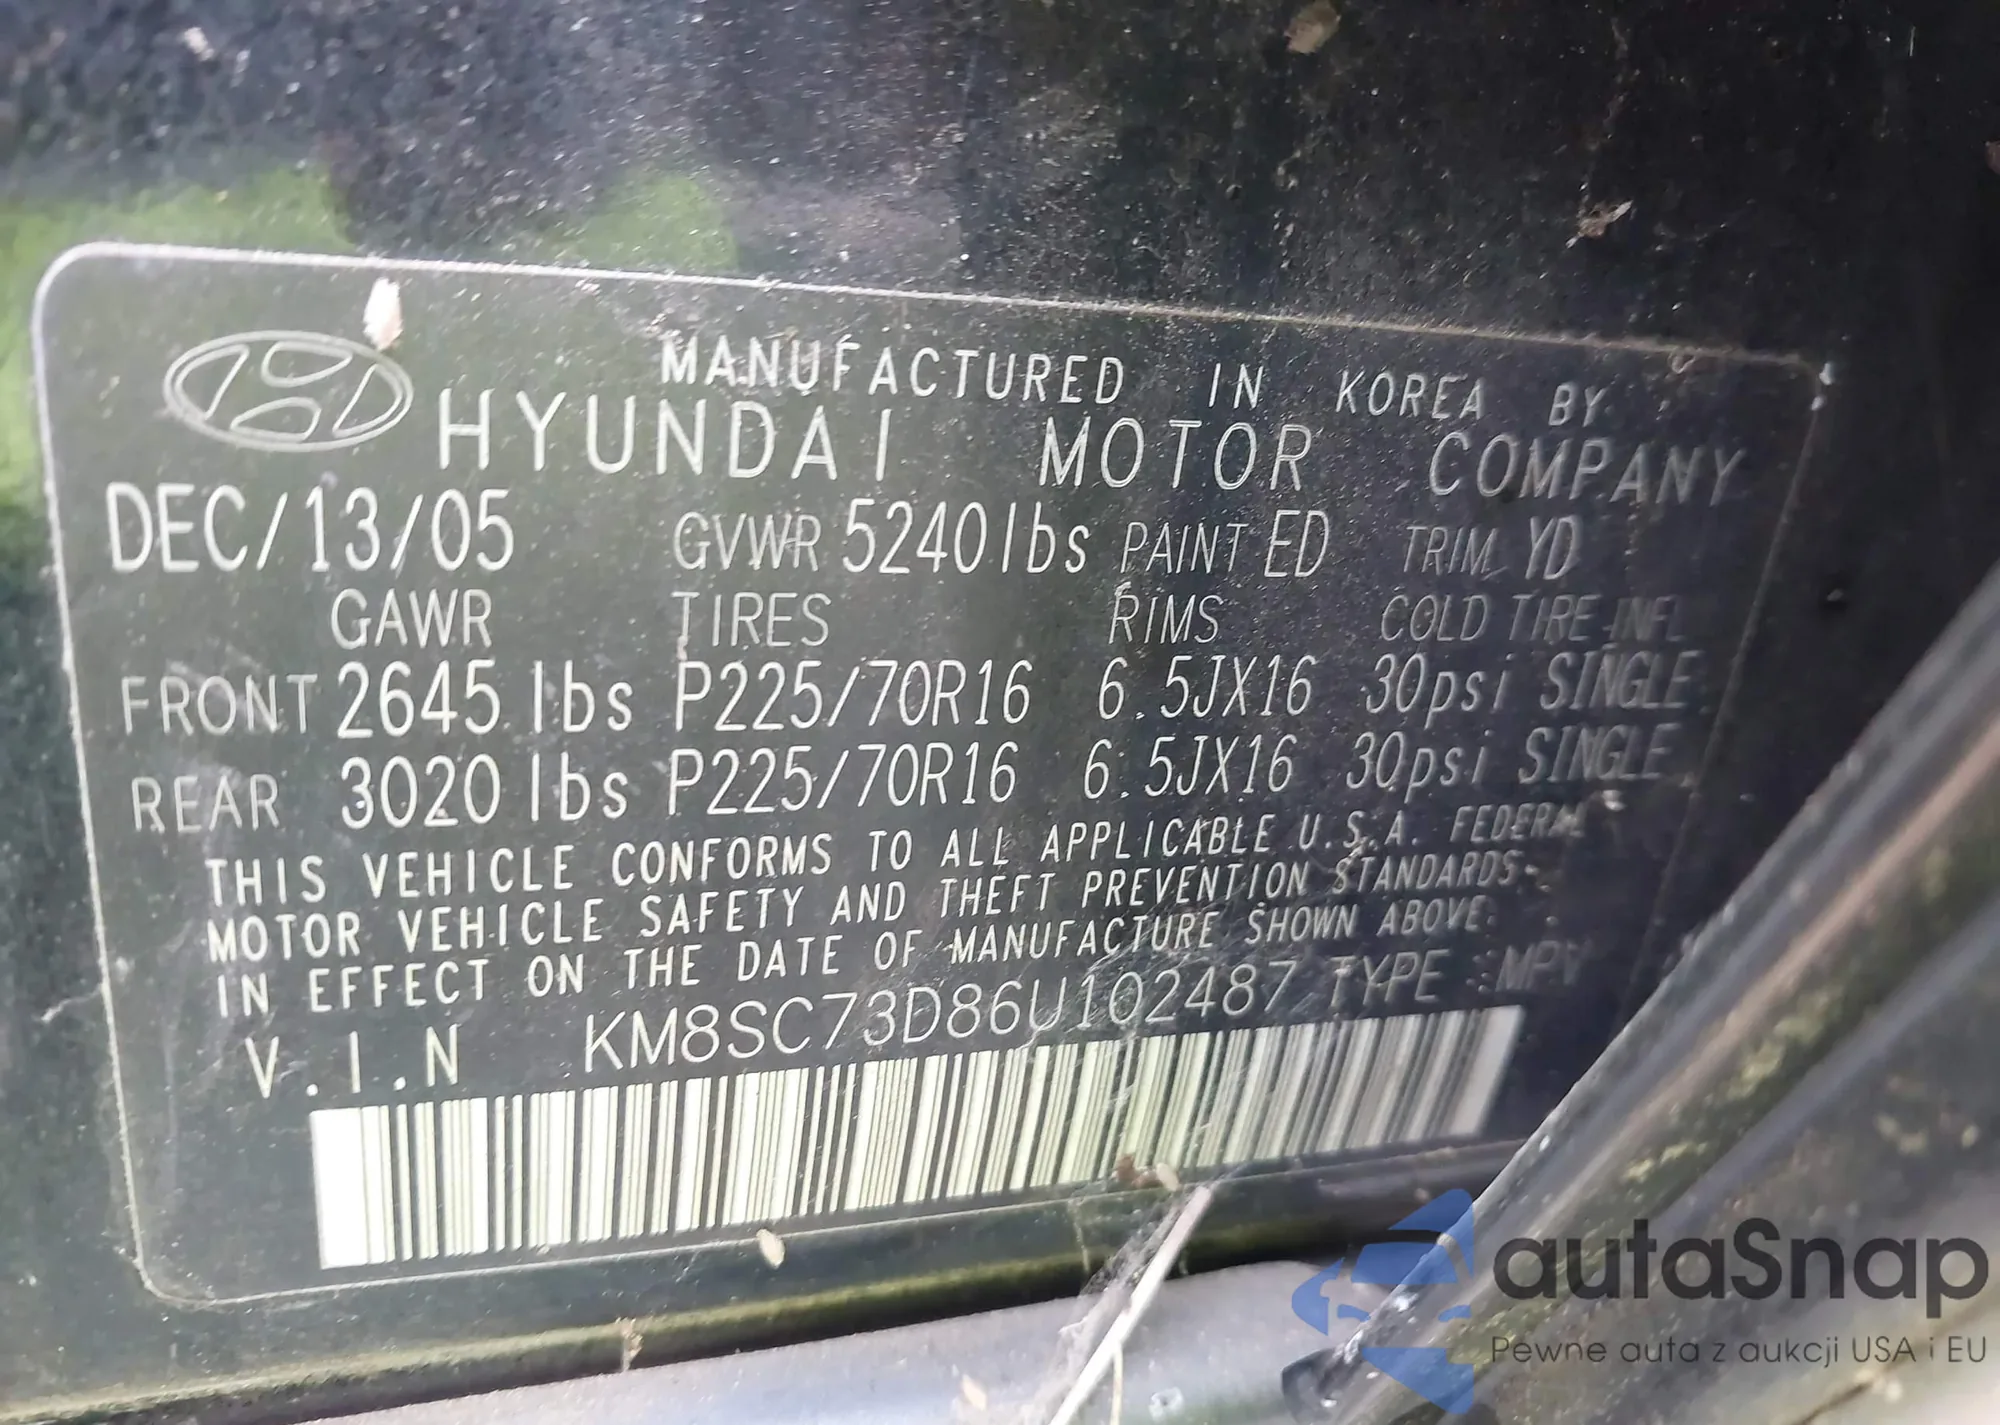 MANUFACTURED IN KOREA BY
HYUNDAI MOTOR COMPANY
DEC/13/05 GVWR 5240lbs PAINT ED TRIM YD
GAWR TIRES RIMS COLD TIRE INFL
FRONT 2645 lbs P225/70R16 6.5JX16 30psi SINGLE
REAR 3020 lbs P225/70R16 6.5JX16 30psi SINGLE
THIS VEHICLE CONFORMS TO ALL APPLICABLE U.S.A. FEDERAL
MOTOR VEHICLE SAFETY AND THEFT PREVENTION STANDARDS
IN EFFECT ON THE DATE OF MANUFACTURE SHOWN ABOVE.
V.I.N KM8SC73D86U102487 TYPE : MPV
autaSnap
Pewne auta z aukcji USA i EU